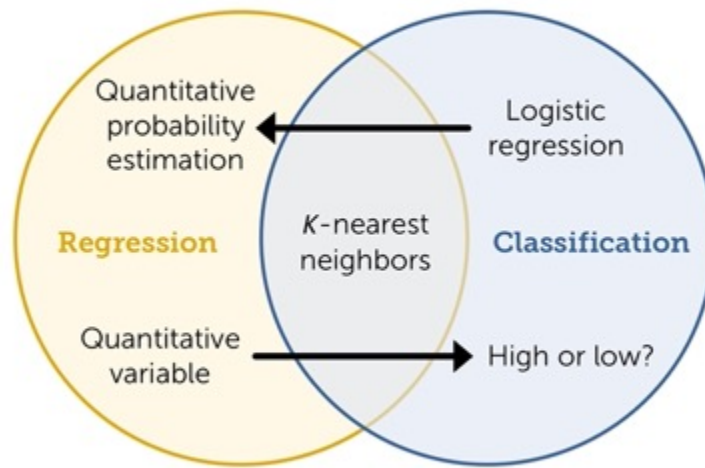 Quantitative
probability
estimation
Logistic
regression
Regression
K-nearest
neighbors
Classification
Quantitative
variable
High or low?